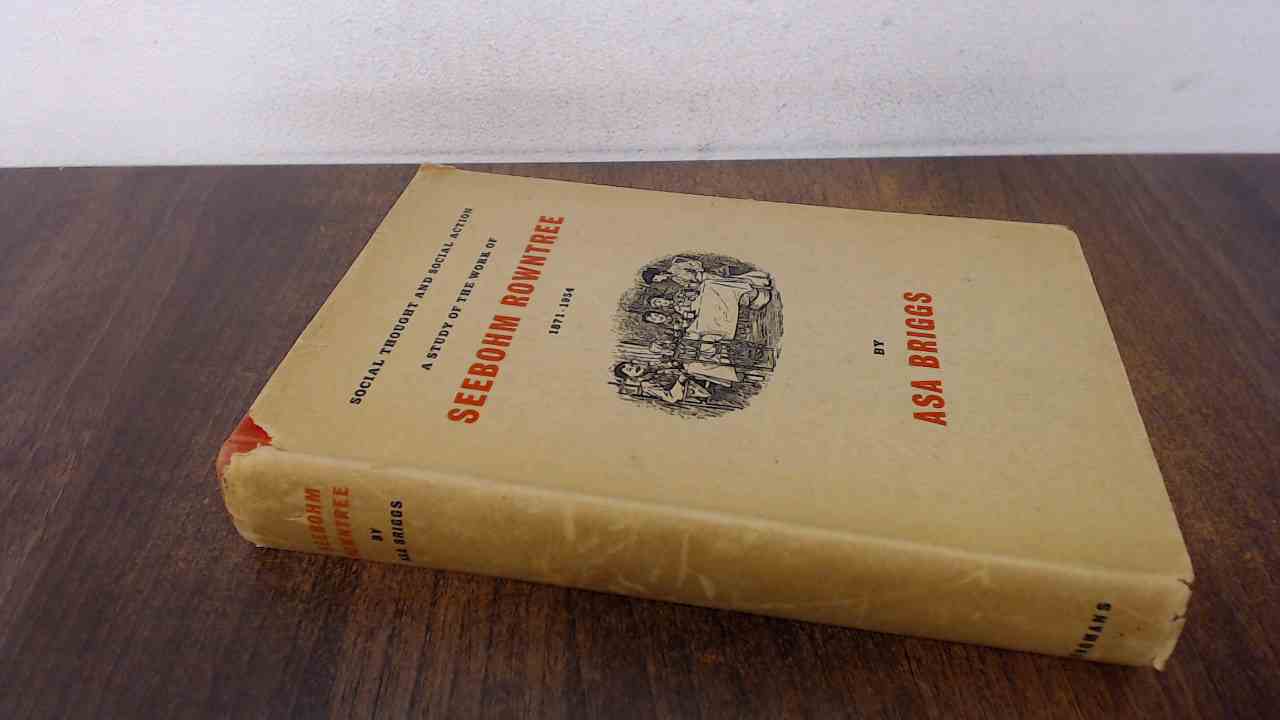 SOCIAL THOUGHT AND SOCIAL ACTION
A STUDY OF THE WORK OF
SEEBOHM ROWNTREE
1871-1954
BY
ASA BRIGGS
SEEBOHM
ROWNTREE
BY
ASA BRIGGS